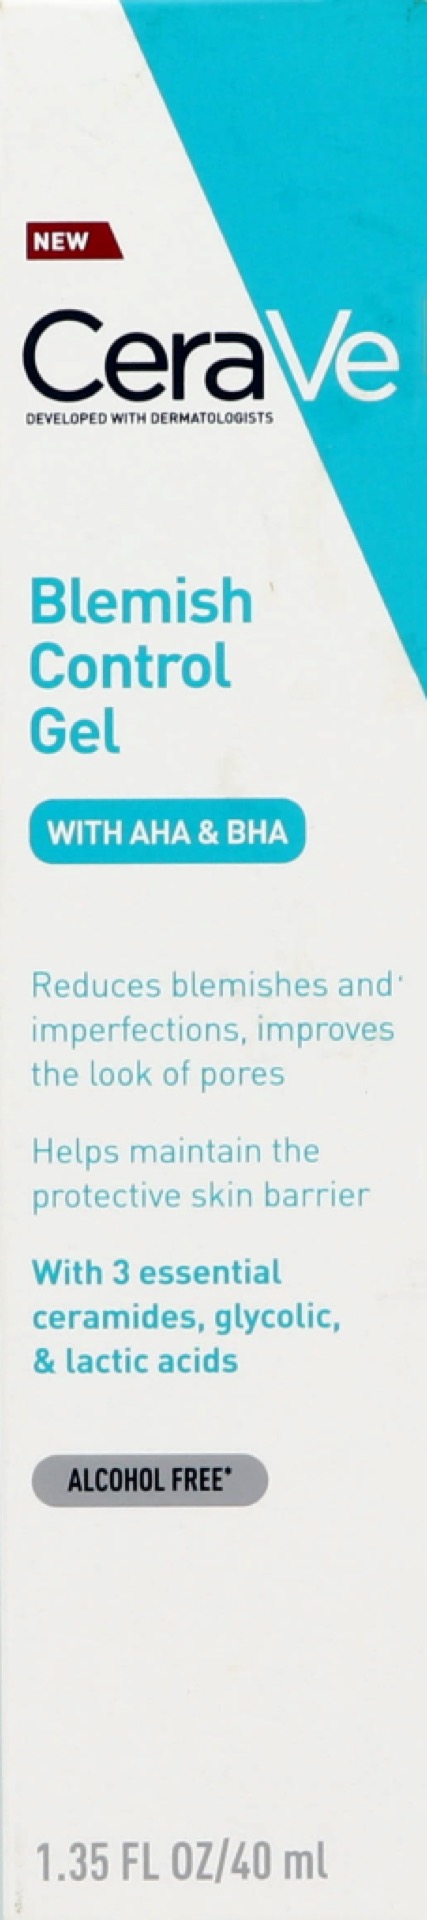 NEW
CeraVe
DEVELOPED WITH DERMATOLOGISTS
Blemish
Control
Gel
WITH AHA & BHA
Reduces blemishes and
imperfections, improves
the look of pores
Helps maintain the
protective skin barrier
With 3 essential
ceramides, glycolic,
& lactic acids
ALCOHOL FREE*
1.35 FL OZ/40 ml